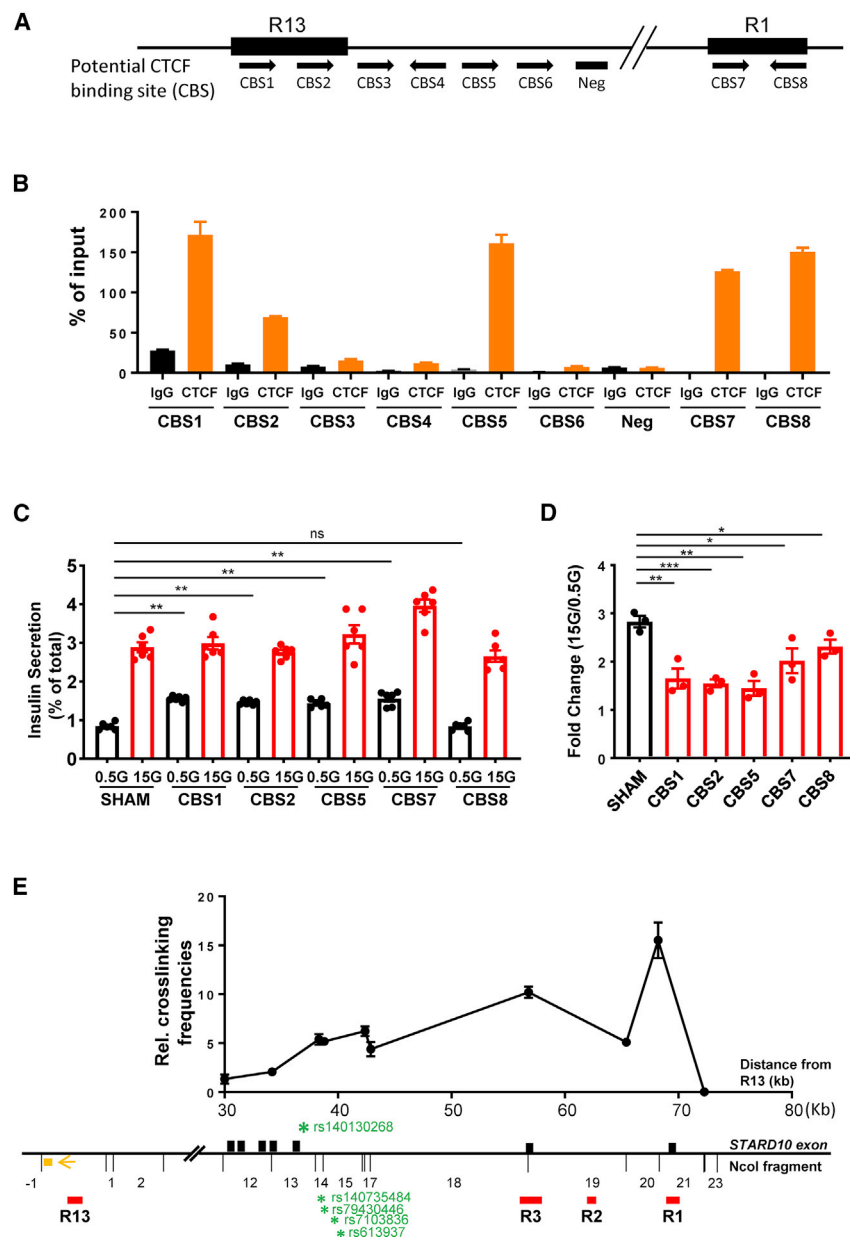 A
R13
R1
Potential CTCF
binding site (CBS)
CBS1 CBS2 CBS3 CBS4 CBS5 CBS6 Neg CBS7 CBS8
B
% of input
200
150
100
50
0
IgG CTCF IgG CTCF IgG CTCF IgG CTCF IgG CTCF IgG CTCF IgG CTCF IgG CTCF IgG CTCF
CBS1 CBS2 CBS3 CBS4 CBS5 CBS6 Neg CBS7 CBS8
C
Insulin Secretion
(% of total)
ns
**
**
**
**
5
4
3
2
1
0
0.5G 15G 0.5G 15G 0.5G 15G 0.5G 15G 0.5G 15G 0.5G 15G
SHAM CBS1 CBS2 CBS5 CBS7 CBS8
D
Fold Change (15G/0.5G)
*
*
**
***
**
4
3
2
1
0
SHAM CBS1 CBS2 CBS5 CBS7 CBS8
E
Rel. crosslinking
frequencies
20
15
10
5
0
Distance from
R13 (kb)
30 40 50 60 70 80 (Kb)
* rs140130268
STARD10 exon
NcoI fragment
-1 1 2 12 13 14 15 17 18 19 20 21 23
* rs140735484
* rs79430446
* rs7103836
* rs613937
R13 R3 R2 R1